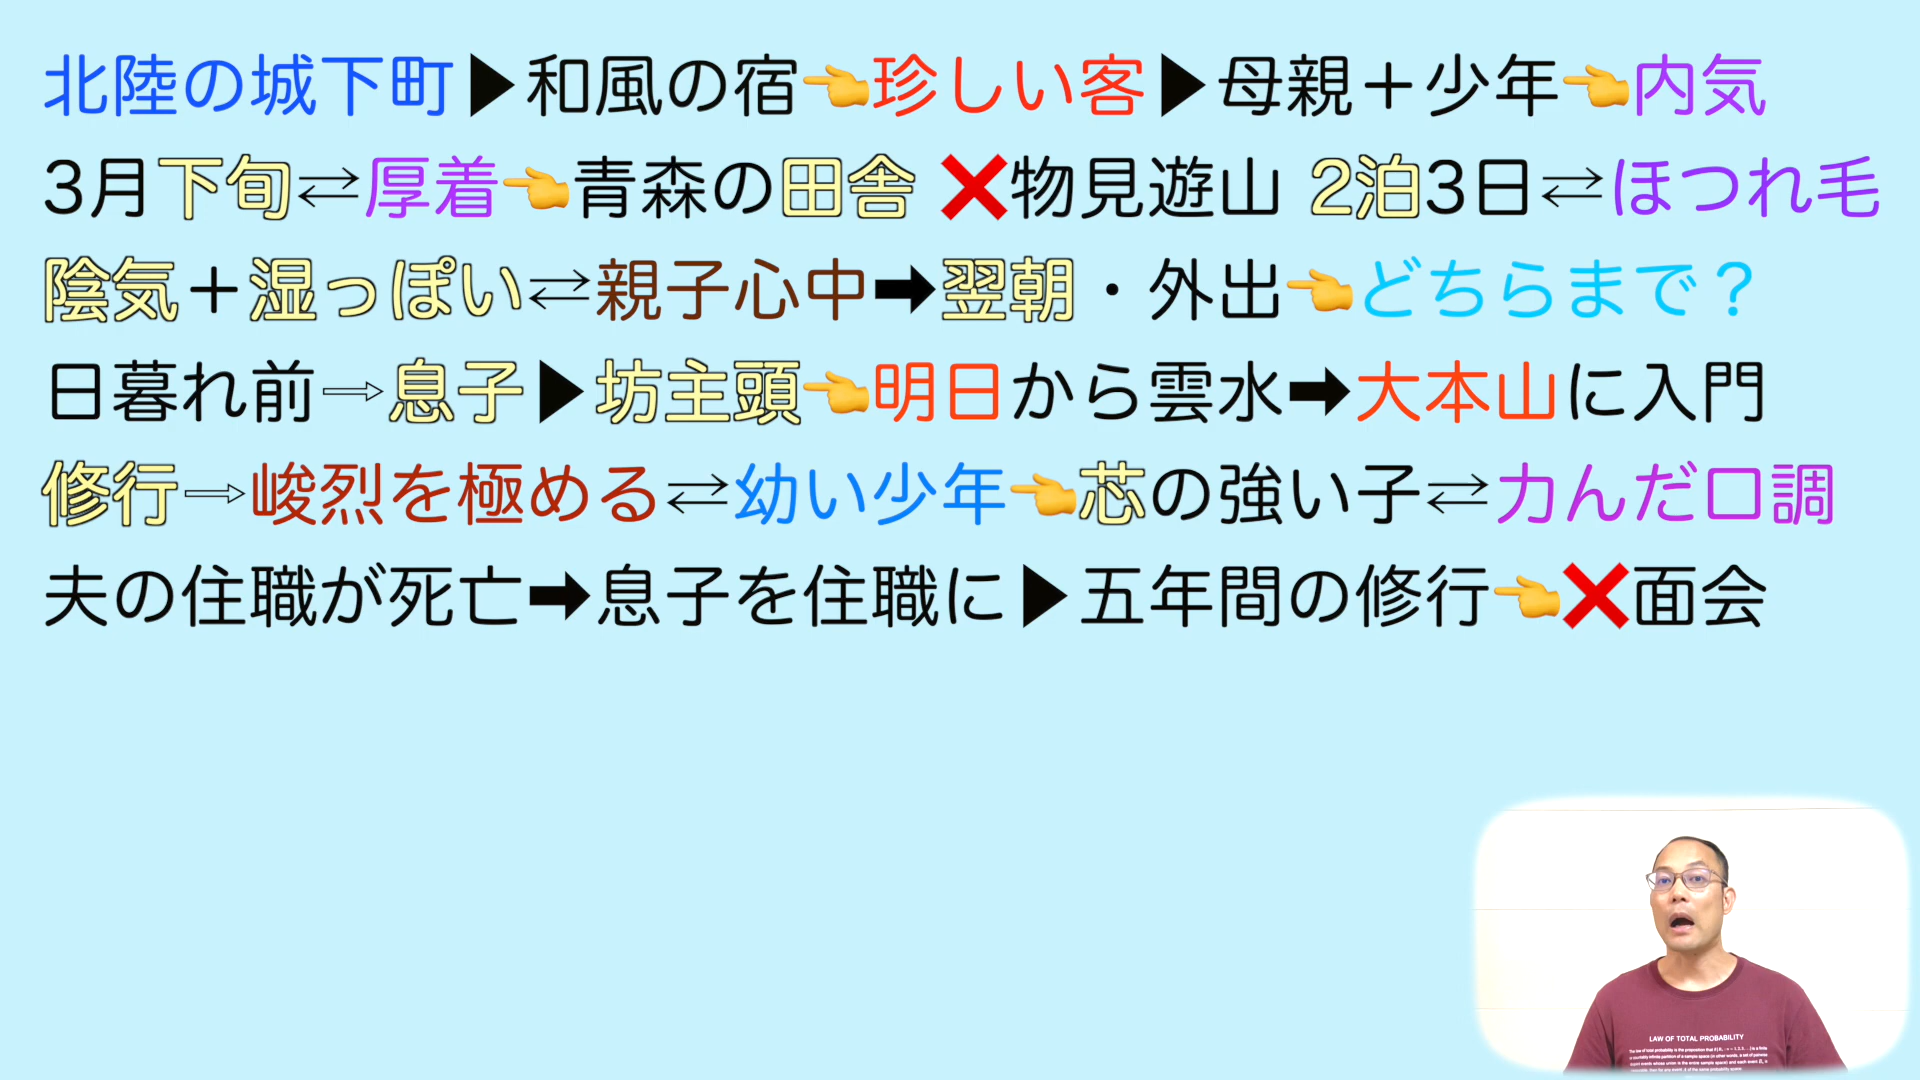 北陸の城下町▶和風の宿👈珍しい客▶母親＋少年👈内気
3月下旬⇄厚着👈青森の田舎 ❌物見遊山 2泊3日⇄ほつれ毛
陰気＋湿っぽい⇄親子心中➡翌朝・外出👈どちらまで？
日暮れ前⇨息子▶坊主頭👈明日から雲水➡大本山に入門
修行⇨峻烈を極める⇄幼い少年👈芯の強い子⇄力んだ口調
夫の住職が死亡➡息子を住職に▶五年間の修行👈❌面会
LAW OF TOTAL PROBABILITY